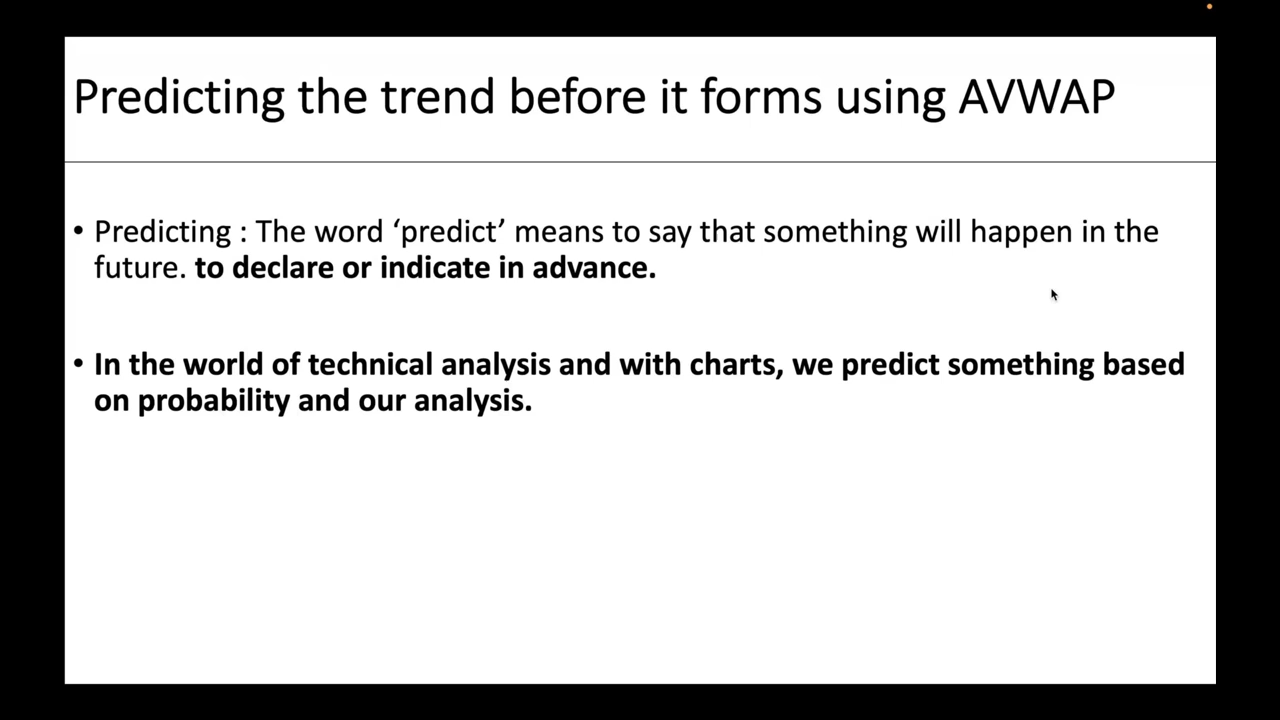 Predicting the trend before it forms using AVWAP
• Predicting : The word ‘predict’ means to say that something will happen in the
future. to declare or indicate in advance.
• In the world of technical analysis and with charts, we predict something based
on probability and our analysis.